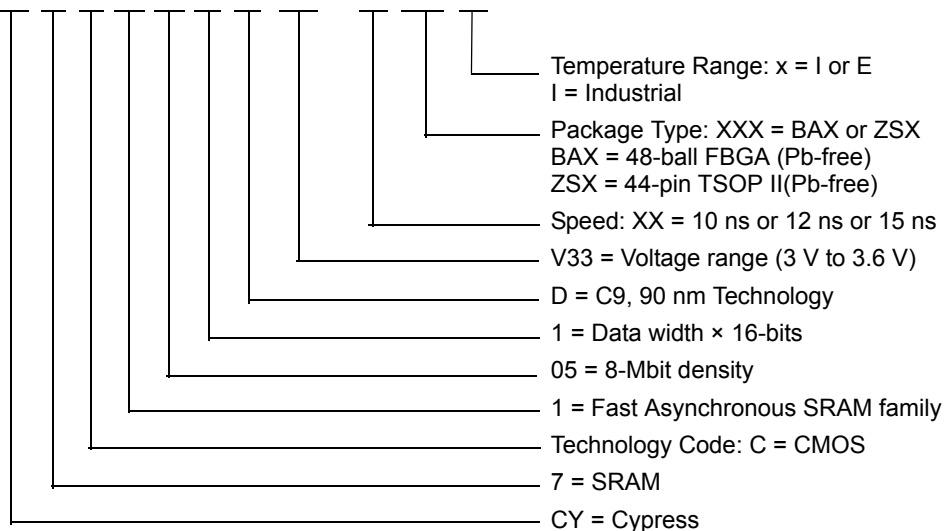 Temperature Range: x = I or E
I = Industrial
Package Type: XXX = BAX or ZSX
BAX = 48-ball FBGA (Pb-free)
ZSX = 44-pin TSOP II(Pb-free)
Speed: XX = 10 ns or 12 ns or 15 ns
V33 = Voltage range (3 V to 3.6 V)
D = C9, 90 nm Technology
1 = Data width × 16-bits
05 = 8-Mbit density
1 = Fast Asynchronous SRAM family
Technology Code: C = CMOS
7 = SRAM
CY = Cypress